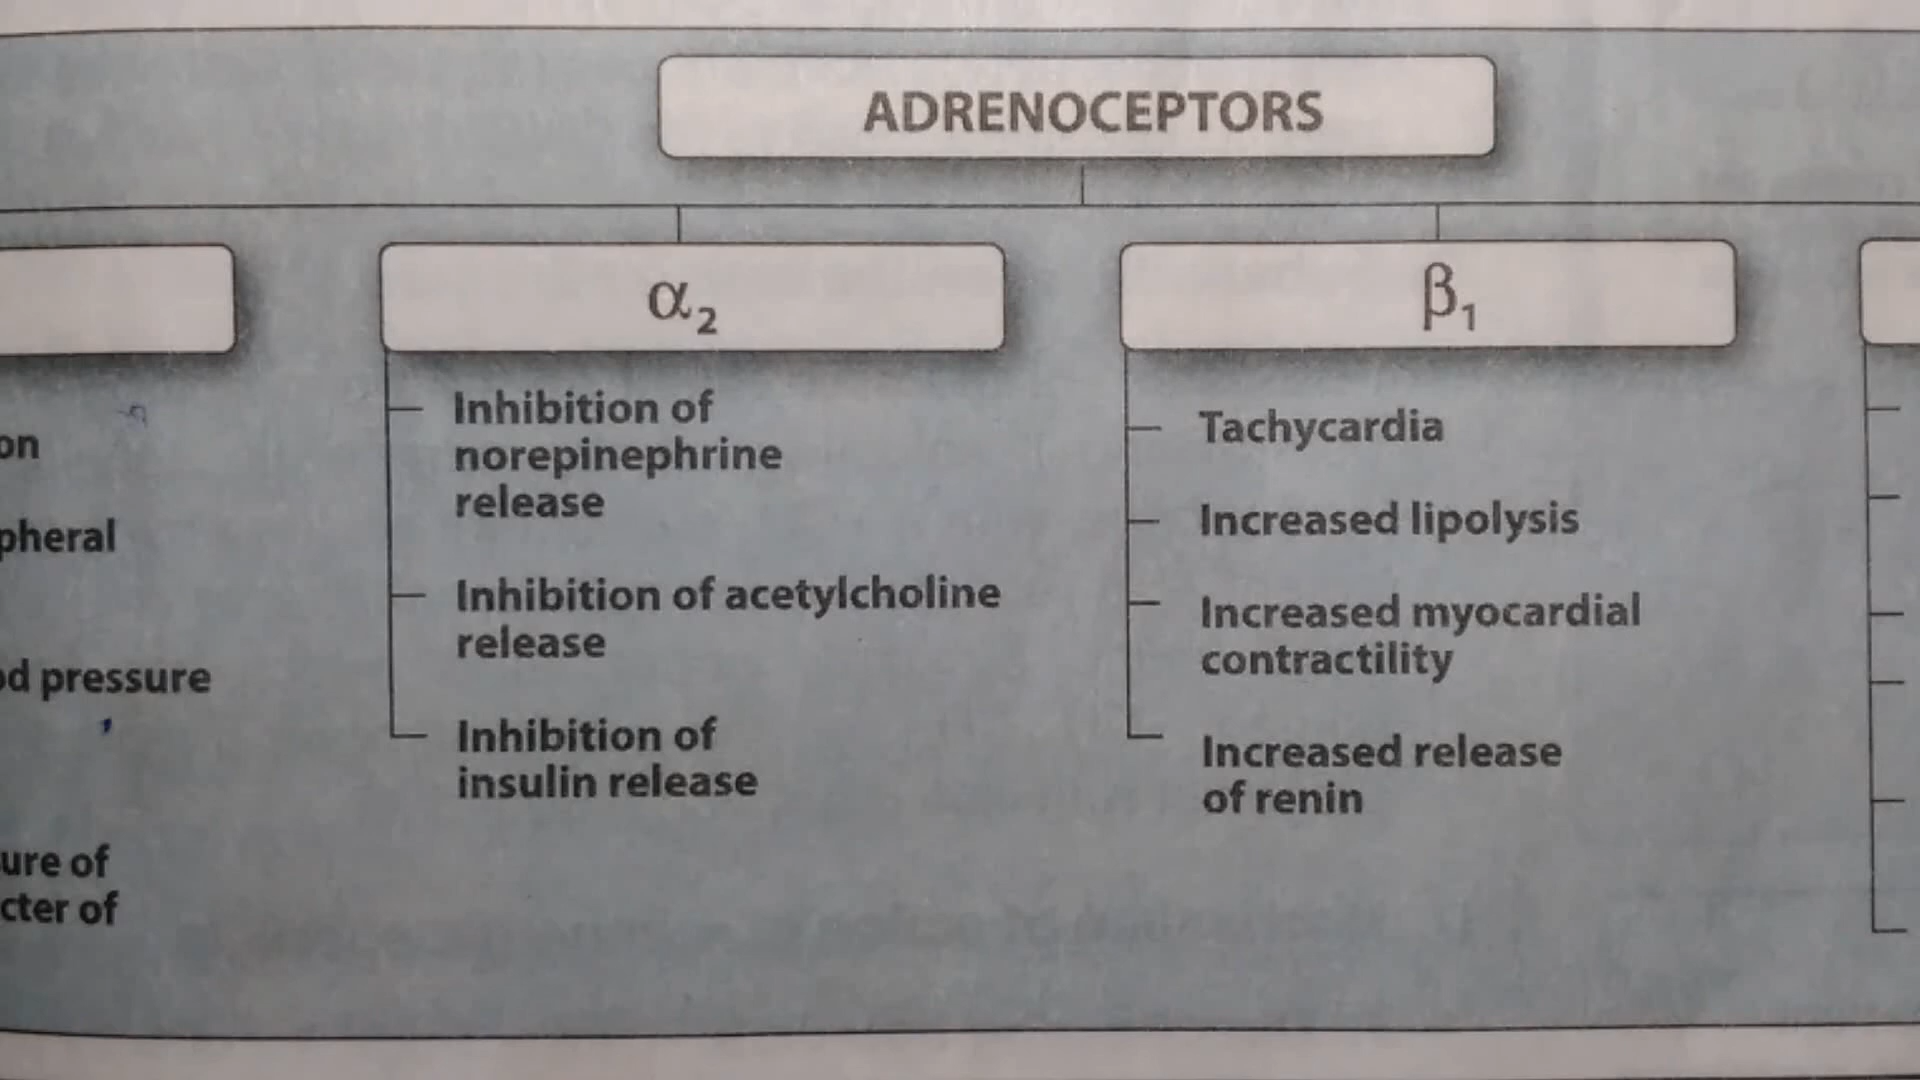 ADRENOCEPTORS
α₂
β₁
on
pheral
od pressure
ure of
cter of
Inhibition of
norepinephrine
release
Inhibition of acetylcholine
release
Inhibition of
insulin release
Tachycardia
Increased lipolysis
Increased myocardial
contractility
Increased release
of renin